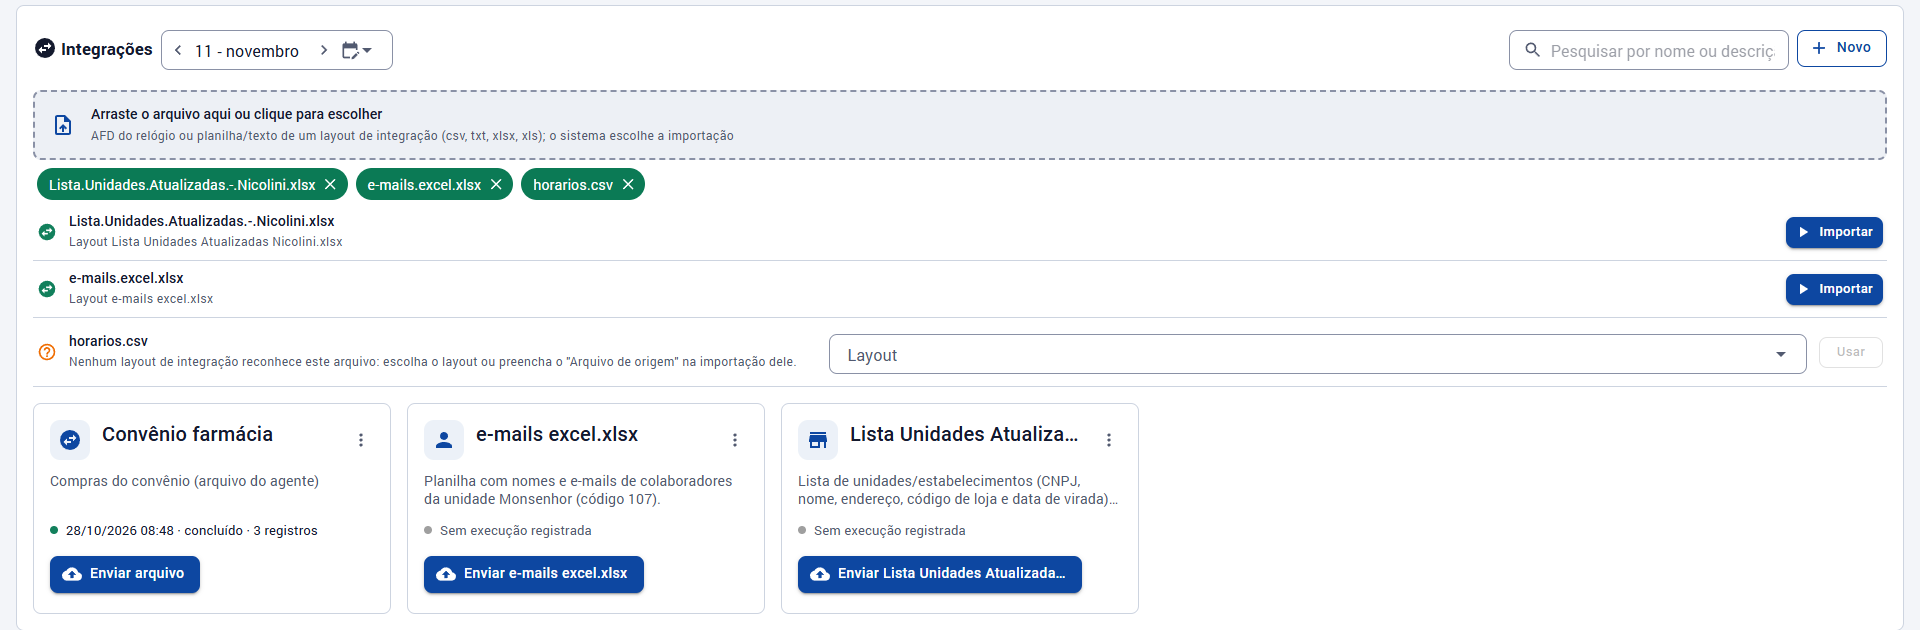 Integrações
11 - novembro
Pesquisar por nome ou descriç
Novo
Arraste o arquivo aqui ou clique para escolher
AFD do relógio ou planilha/texto de um layout de integração (csv, txt, xlsx, xls); o sistema escolhe a importação
Lista.Unidades.Atualizadas.-.Nicolini.xlsx
e-mails.excel.xlsx
horarios.csv
Lista.Unidades.Atualizadas.-.Nicolini.xlsx
Layout Lista Unidades Atualizadas Nicolini.xlsx
Importar
e-mails.excel.xlsx
Layout e-mails excel.xlsx
Importar
horarios.csv
Nenhum layout de integração reconhece este arquivo: escolha o layout ou preencha o "Arquivo de origem" na importação dele.
Layout
Usar
Convênio farmácia
Compras do convênio (arquivo do agente)
28/10/2026 08:48 · concluído · 3 registros
Enviar arquivo
e-mails excel.xlsx
Planilha com nomes e e-mails de colaboradores
da unidade Monsenhor (código 107).
Sem execução registrada
Enviar e-mails excel.xlsx
Lista Unidades Atualiza...
Lista de unidades/estabelecimentos (CNPJ,
nome, endereço, código de loja e data de virada)...
Sem execução registrada
Enviar Lista Unidades Atualizada...